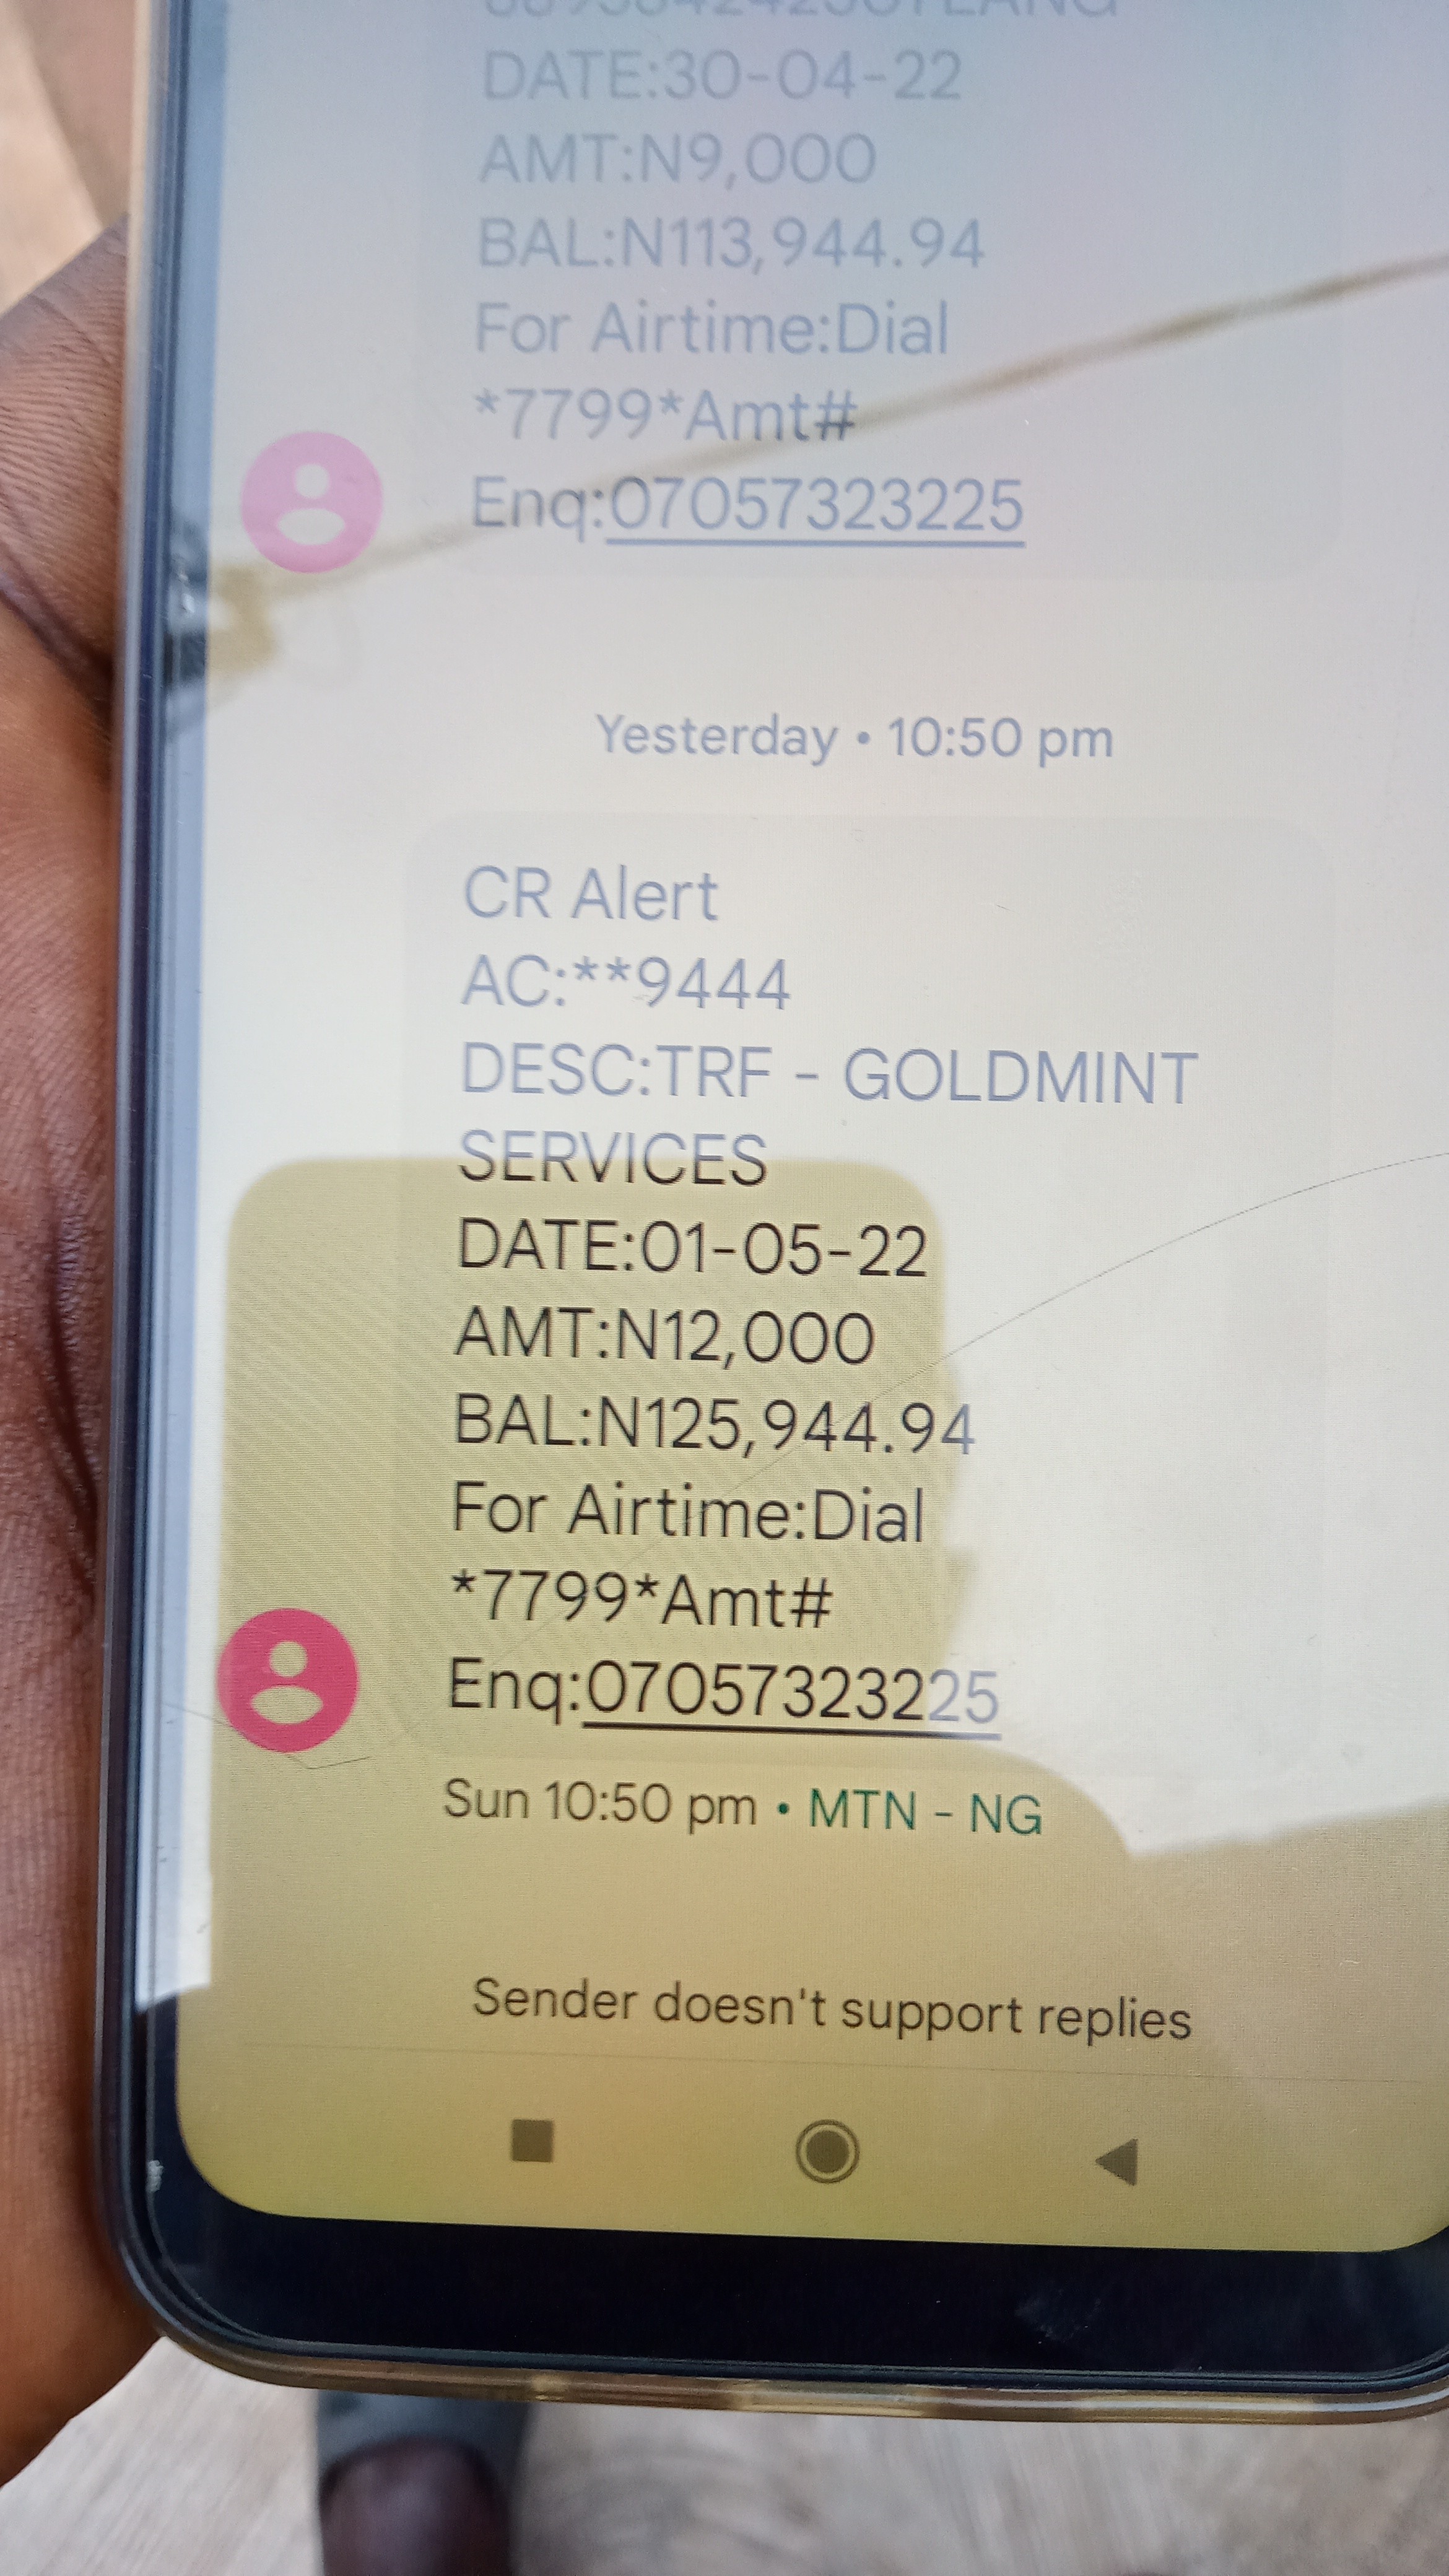 DATE:30-04-22
AMT:N9,000
BAL:N113,944.94
For Airtime:Dial
*7799*Amt#
Enq:07057323225
Yesterday • 10:50 pm
CR Alert
AC:**9444
DESC:TRF - GOLDMINT
SERVICES
DATE:01-05-22
AMT:N12,000
BAL:N125,944.94
For Airtime:Dial
*7799*Amt#
Enq:07057323225
Sun 10:50 pm • MTN - NG
Sender doesn't support replies